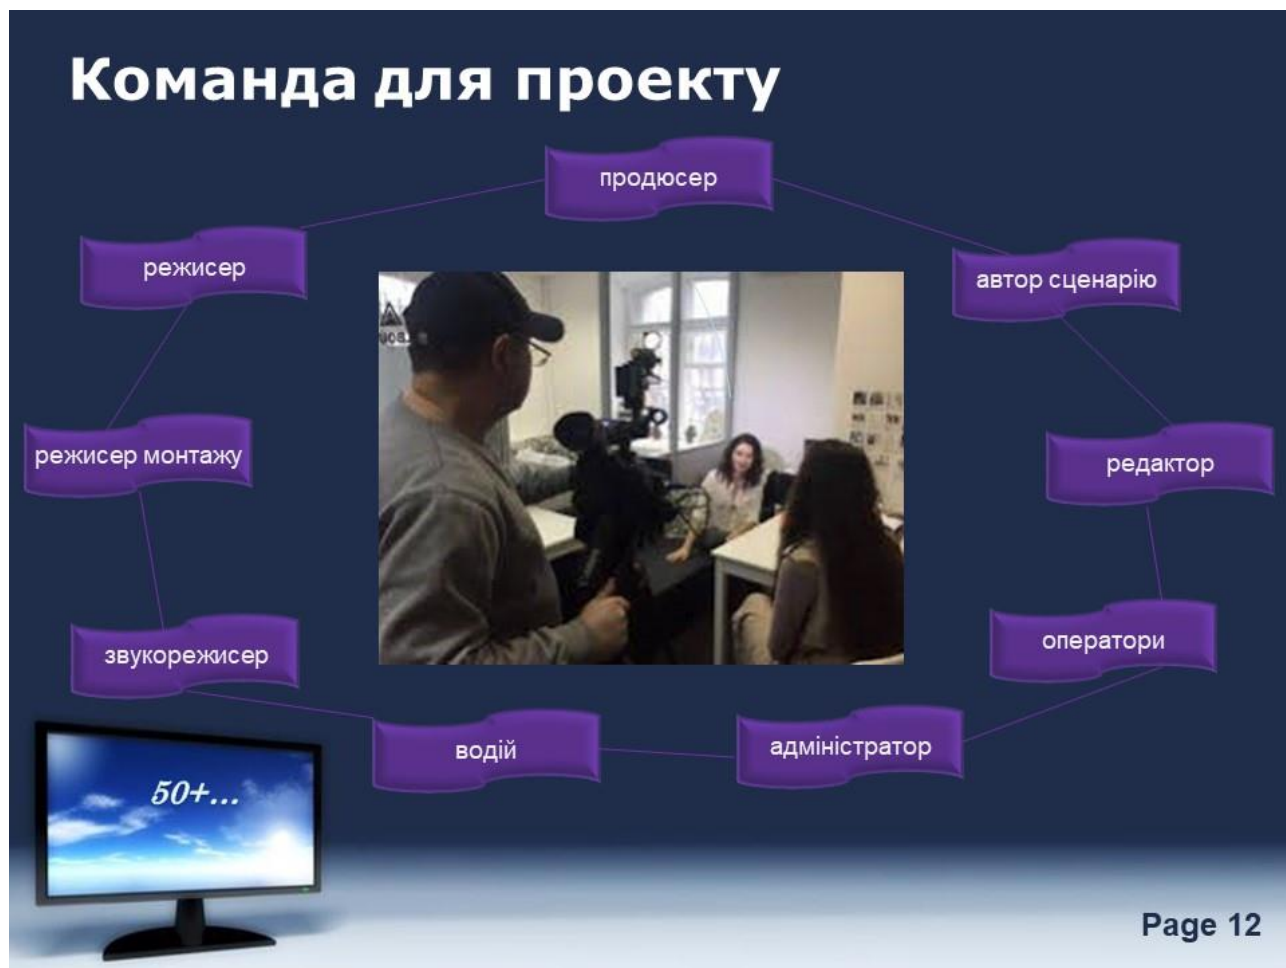 Команда для проекту
продюсер
режисер
автор сценарію
режисер монтажу
редактор
звукорежисер
оператори
водій
адміністратор
50+...
Page 12